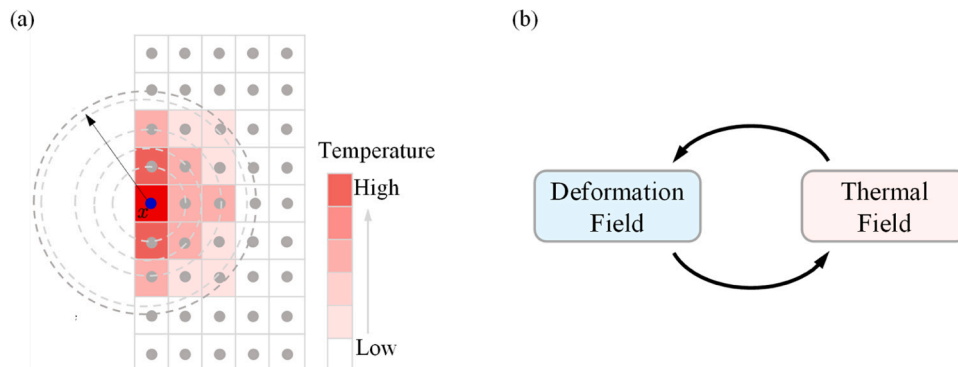 (a)
(b)
Temperature
High
Low
x
Deformation
Field
Thermal
Field